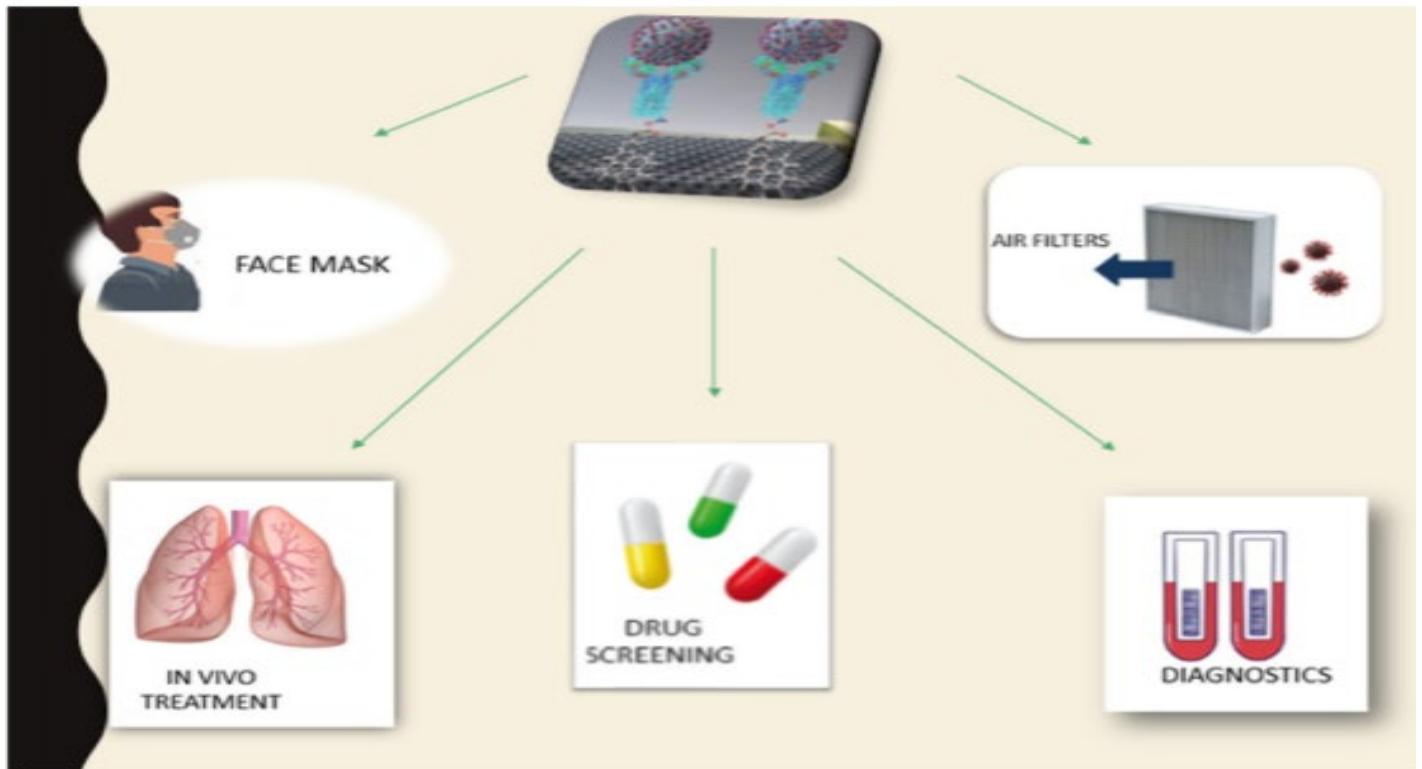 FACE MASK
AIR FILTERS
IN VIVO
TREATMENT
DRUG
SCREENING
DIAGNOSTICS